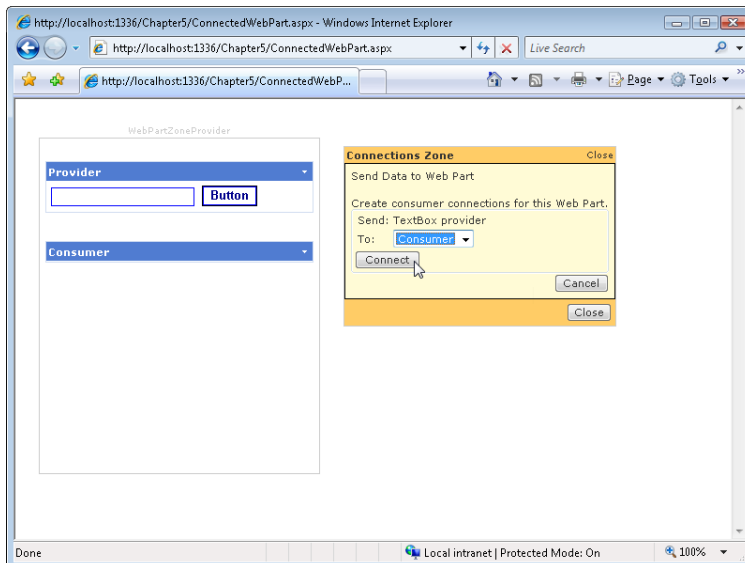 http://localhost:1336/Chapter5/ConnectedWebPart.aspx - Windows Internet Explorer
http://localhost:1336/Chapter5/ConnectedWebPart.aspx
Live Search
http://localhost:1336/Chapter5/ConnectedWebP...
Page
Tools
WebPartZoneProvider
Provider
Button
Consumer
Connections Zone
Close
Send Data to Web Part
Create consumer connections for this Web Part.
Send: TextBox provider
To: Consumer
Connect
Cancel
Close
Done
Local intranet | Protected Mode: On
100%